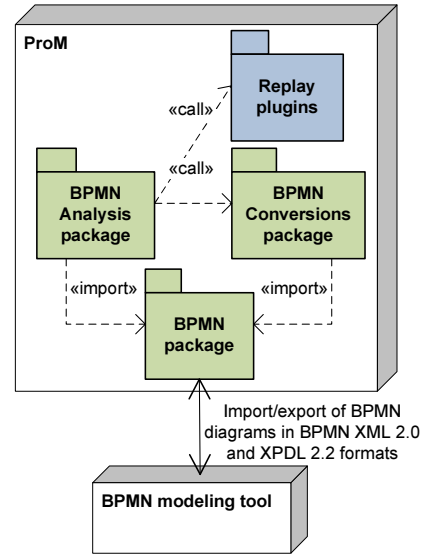 ProM
Replay
plugins
«call»
«call»
BPMN
Analysis
package
BPMN
Conversions
package
«import»
«import»
BPMN
package
Import/export of BPMN
diagrams in BPMN XML 2.0
and XPDL 2.2 formats
BPMN modeling tool